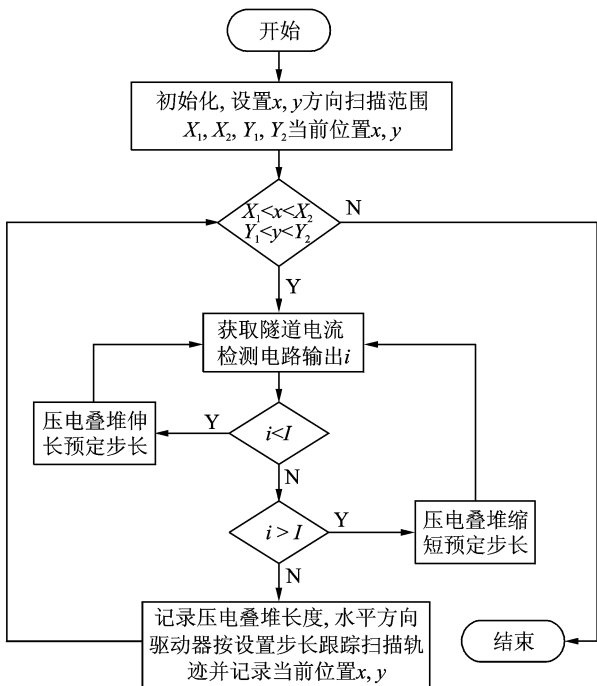 开始
初始化, 设置x, y方向扫描范围
X₁, X₂, Y₁, Y₂当前位置x, y
X₁<x<X₂
Y₁<y<Y₂
N
Y
获取隧道电流
检测电路输出i
压电叠堆伸
长预定步长
Y
i<I
N
i>I
Y
压电叠堆缩
短预定步长
N
记录压电叠堆长度, 水平方向
驱动器按设置步长跟踪扫描轨
迹并记录当前位置x, y
结束